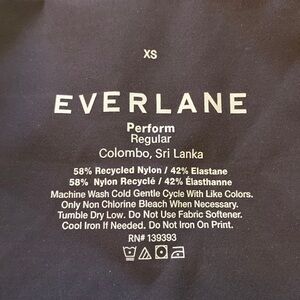 XS
EVERLANE
Perform
Regular
Colombo, Sri Lanka
58% Recycled Nylon / 42% Elastane
58% Nylon Recyclé / 42% Élasthanne
Machine Wash Cold Gentle Cycle With Like Colors.
Only Non Chlorine Bleach When Necessary.
Tumble Dry Low. Do Not Use Fabric Softener.
Cool Iron If Needed. Do Not Iron On Print.
RN# 139393